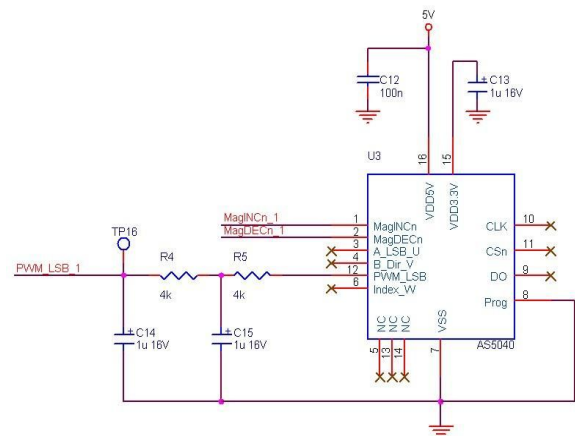 5V
C12
100n
C13
1u 16V
U3
16
15
VDD5V
VDD3.3V
MagINCn_1
1
MagINCn
CLK
10
MagDECn_1
2
MagDECn
TP16
3
A_LSB_U
CSn
11
4
B_Dir_V
PWM_LSB_1
R4
4k
R5
4k
12
PWM_LSB
DO
9
6
Index_W
Prog
8
C14
1u 16V
C15
1u 16V
NC
NC
NC
VSS
5
13
14
7
AS5040